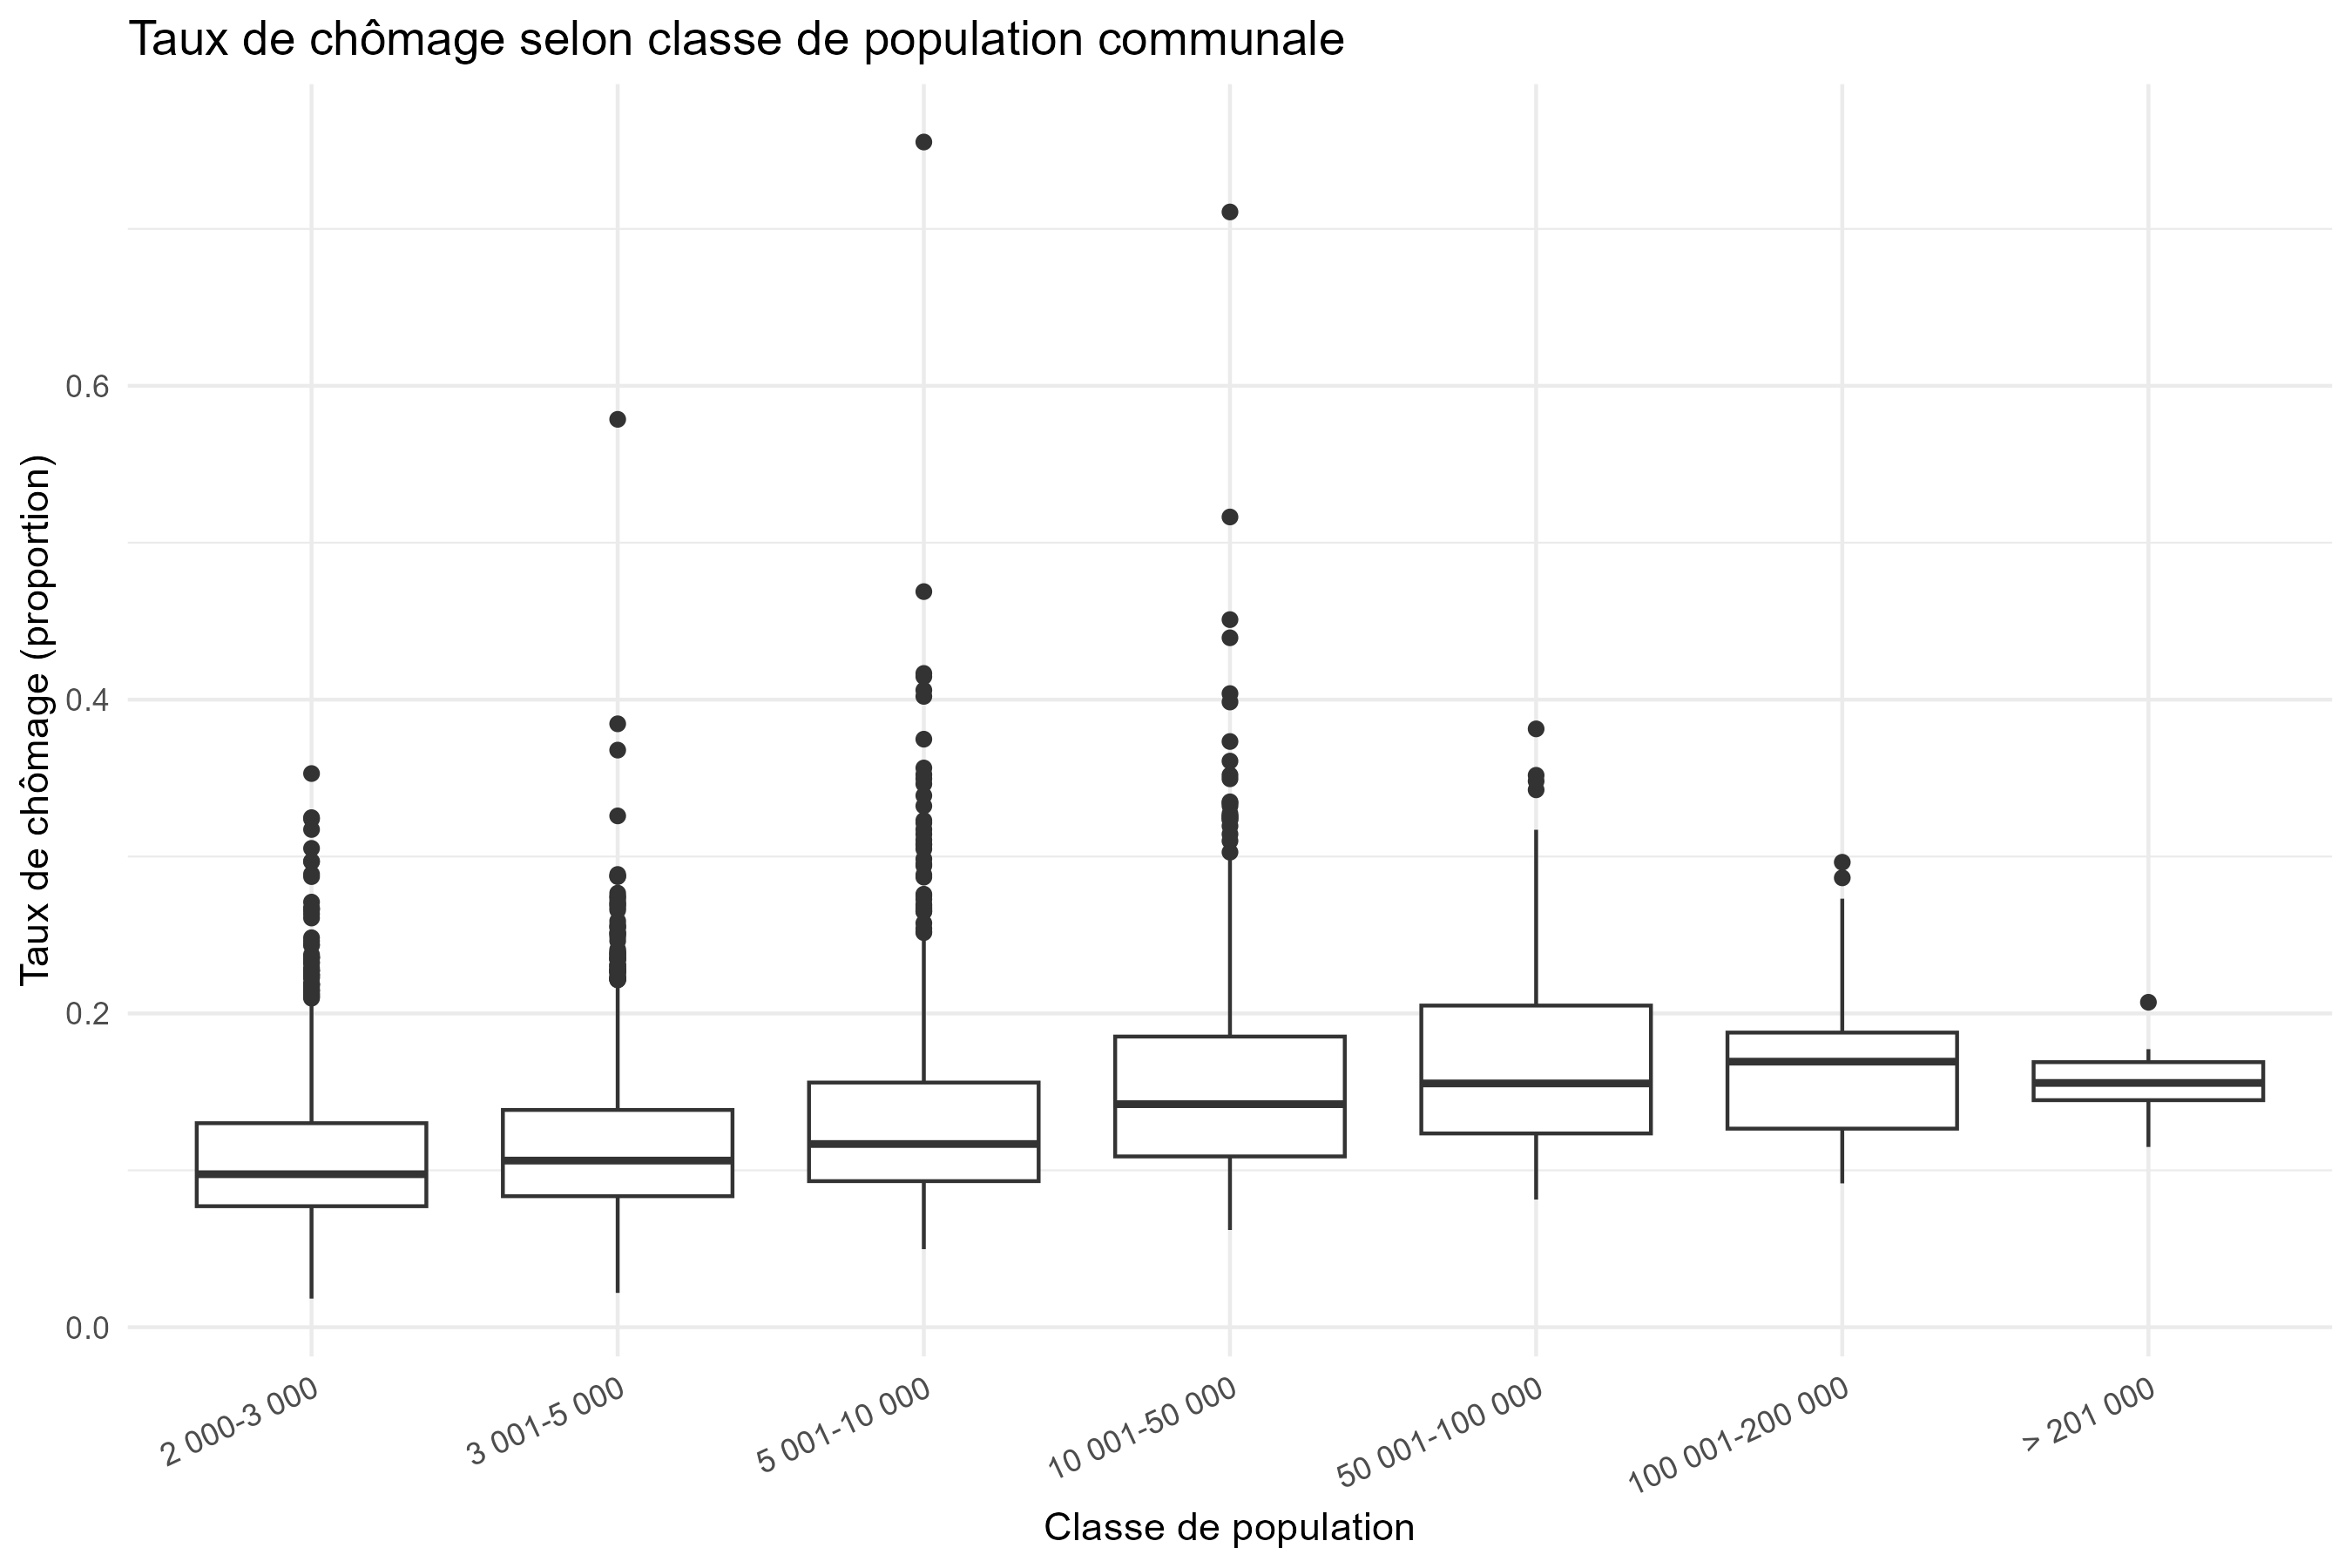 Taux de chômage selon classe de population communale
Taux de chômage (proportion)
0.6
0.4
0.2
0.0
2 000-3 000
3 001-5 000
5 001-10 000
10 001-50 000
50 001-100 000
100 001-200 000
> 201 000
Classe de population